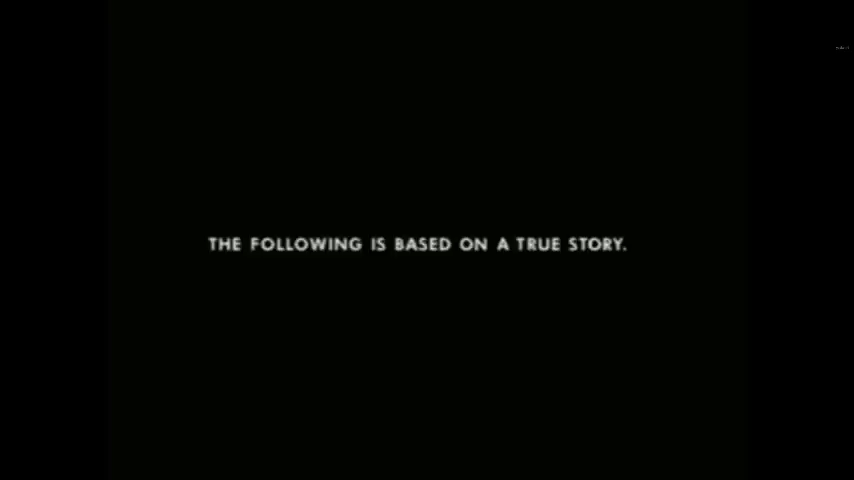 THE FOLLOWING IS BASED ON A TRUE STORY.